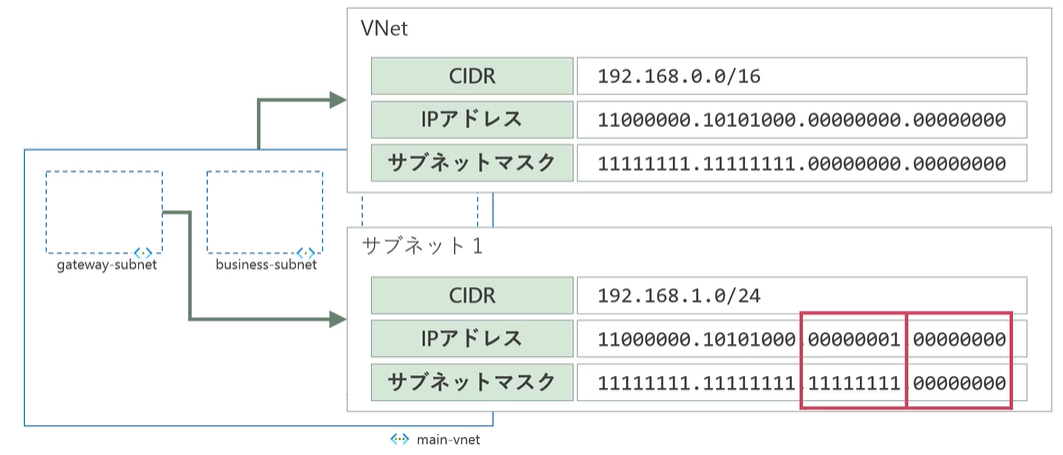 VNet
CIDR 192.168.0.0/16
IPアドレス 11000000.10101000.00000000.00000000
サブネットマスク 11111111.11111111.00000000.00000000
gateway-subnet
business-subnet
サブネット 1
CIDR 192.168.1.0/24
IPアドレス 11000000.10101000.00000001.00000000
サブネットマスク 11111111.11111111.11111111.00000000
main-vnet